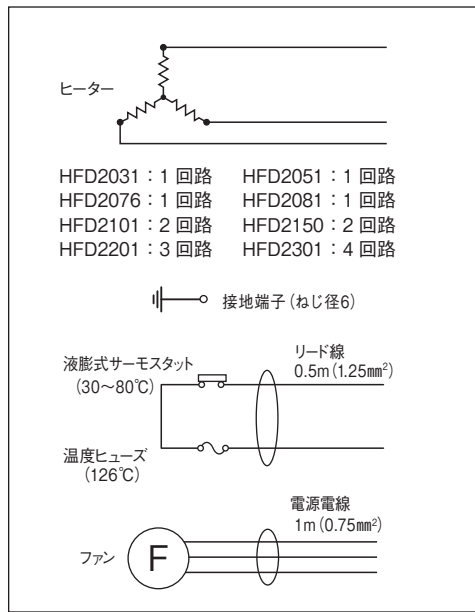 ヒーター
HFD2031：1 回路 HFD2051：1 回路
HFD2076：1 回路 HFD2081：1 回路
HFD2101：2 回路 HFD2150：2 回路
HFD2201：3 回路 HFD2301：4 回路
接地端子(ねじ径6)
リード線
0.5m(1.25mm²)
液膨式サーモスタット
(30～80℃)
温度ヒューズ
(126℃)
電源電線
1m(0.75mm²)
ファン
F